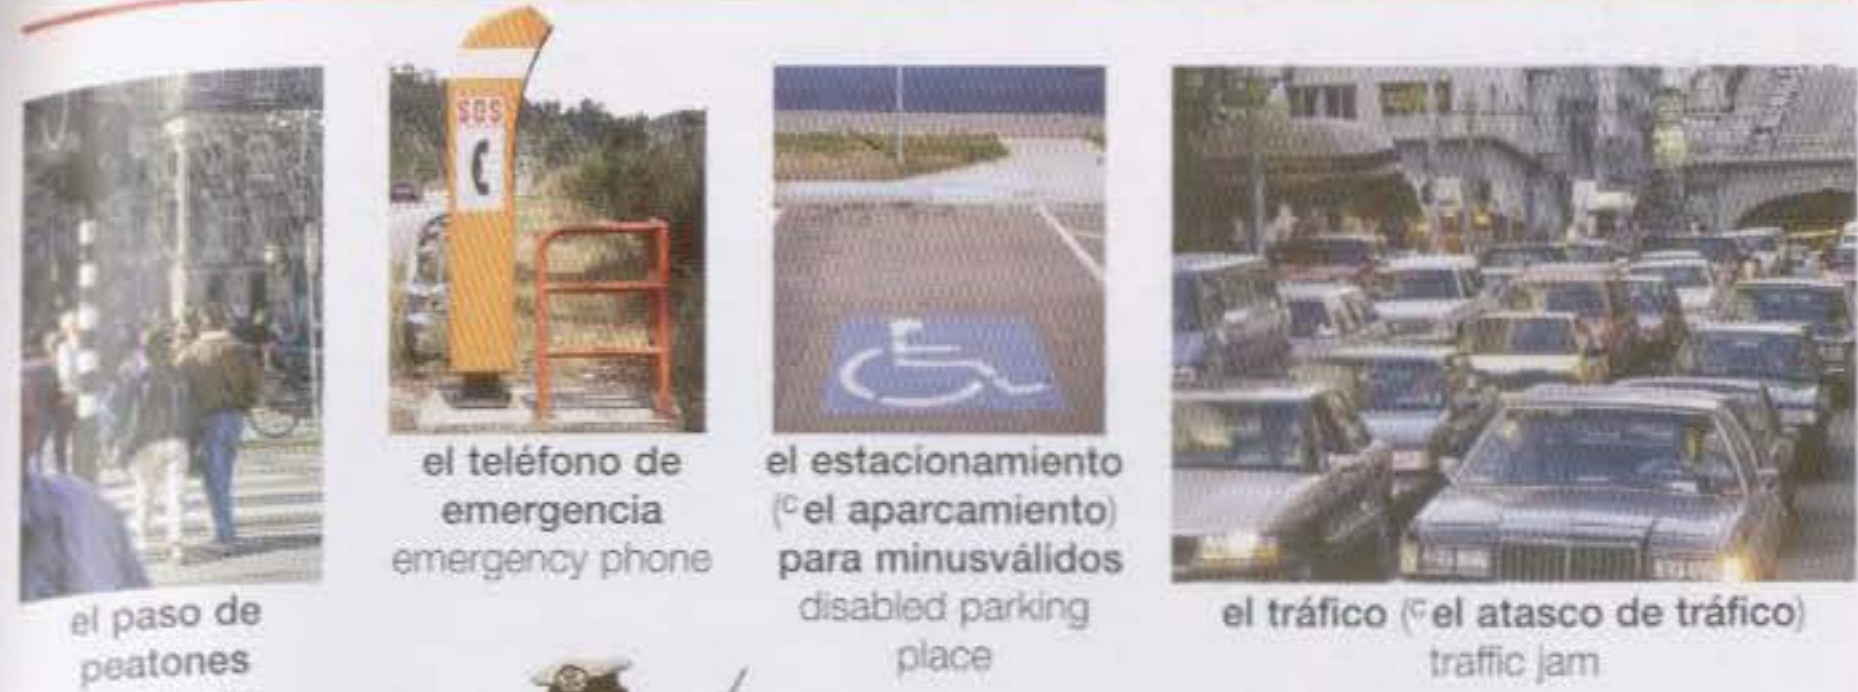 SOS
el teléfono de
emergencia
emergency phone
el estacionamiento
(ᶜel aparcamiento)
para minusválidos
disabled parking
place
el tráfico (ᶜel atasco de tráfico)
traffic jam
el paso de
peatones